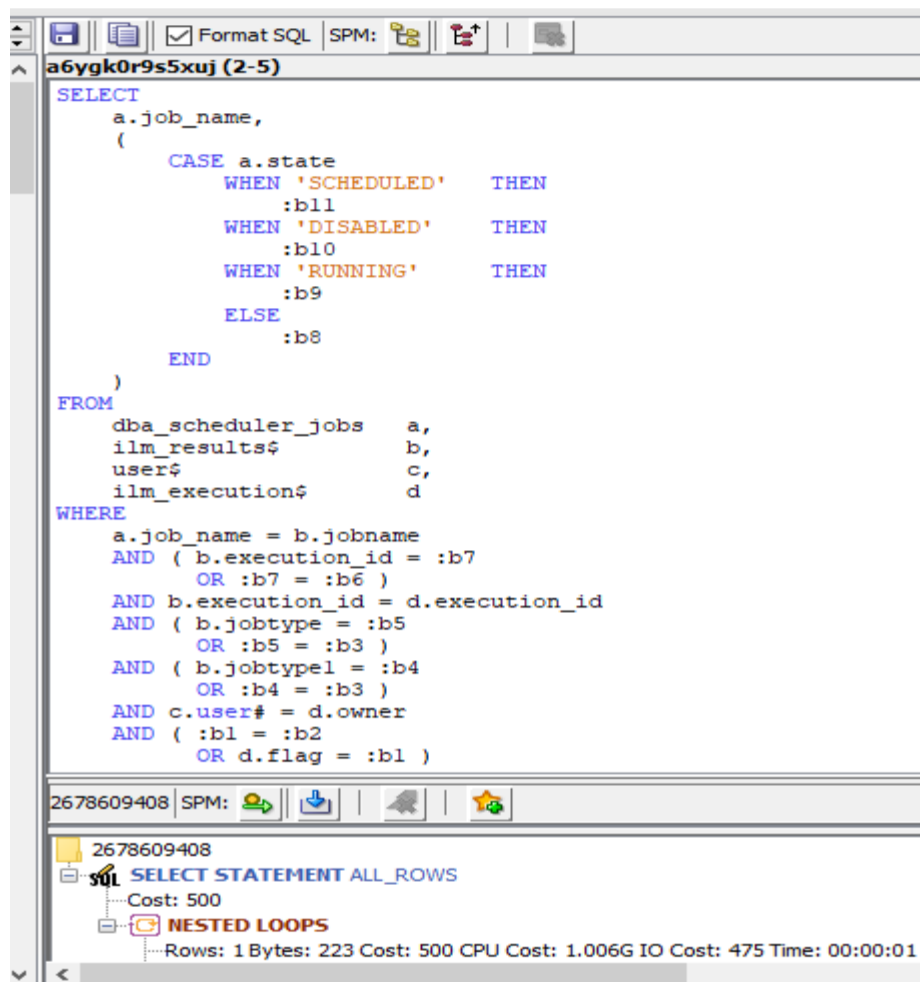 Format SQL SPM:
a6ygk0r9s5xuj (2-5)
SELECT
a.job_name,
(
CASE a.state
WHEN 'SCHEDULED' THEN
:b11
WHEN 'DISABLED' THEN
:b10
WHEN 'RUNNING' THEN
:b9
ELSE
:b8
END
)
FROM
dba_scheduler_jobs a,
ilm_results$ b,
user$ c,
ilm_execution$ d
WHERE
a.job_name = b.jobname
AND ( b.execution_id = :b7
OR :b7 = :b6 )
AND b.execution_id = d.execution_id
AND ( b.jobtype = :b5
OR :b5 = :b3 )
AND ( b.jobtype1 = :b4
OR :b4 = :b3 )
AND c.user# = d.owner
AND ( :b1 = :b2
OR d.flag = :b1 )
2678609408 SPM:
2678609408
SQL SELECT STATEMENT ALL_ROWS
Cost: 500
NESTED LOOPS
Rows: 1 Bytes: 223 Cost: 500 CPU Cost: 1.006G IO Cost: 475 Time: 00:00:01